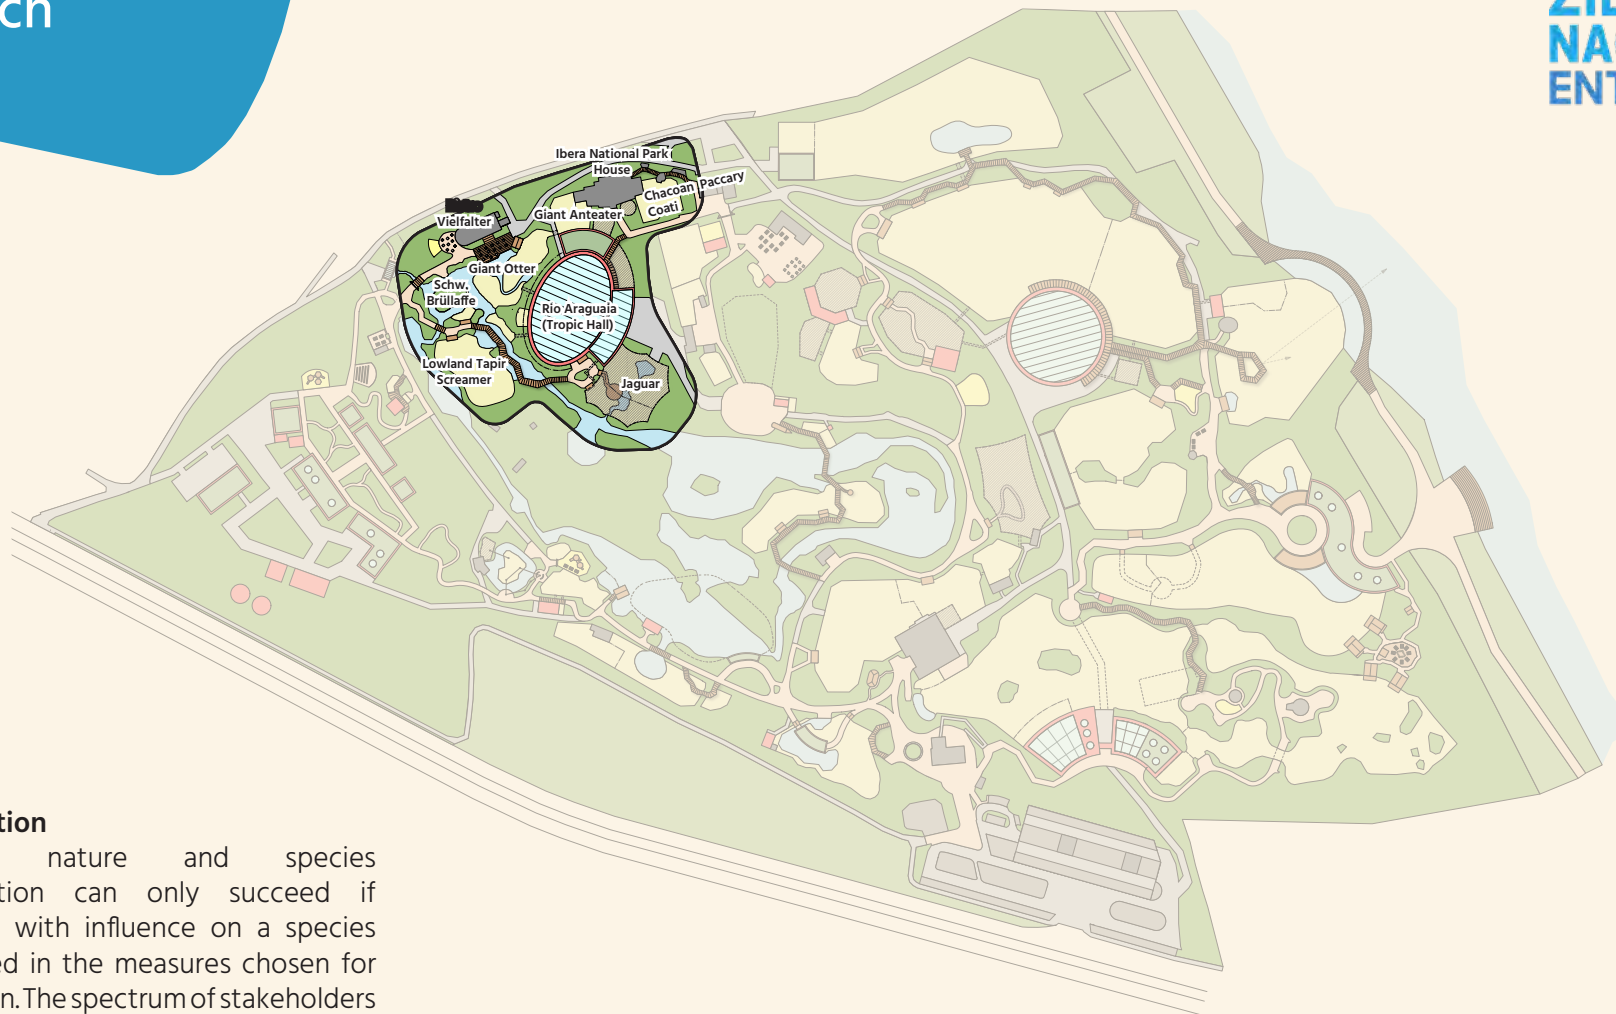 ch
NA
ENT
Ibera National Park
House
Chacoan Paccary
Coati
Giant Anteater
Vielfalter
Giant Otter
Schw.
Brüllaffe
Rio Araguaia
(Tropic Hall)
Lowland Tapir
Screamer
Jaguar
tion
nature and species
tion can only succeed if
with influence on a species
ed in the measures chosen for
n. The spectrum of stakeholders